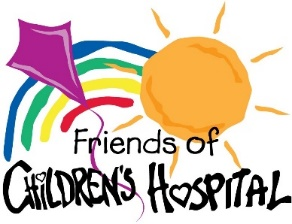 Friends of
CHILDREN'S HOSPITAL